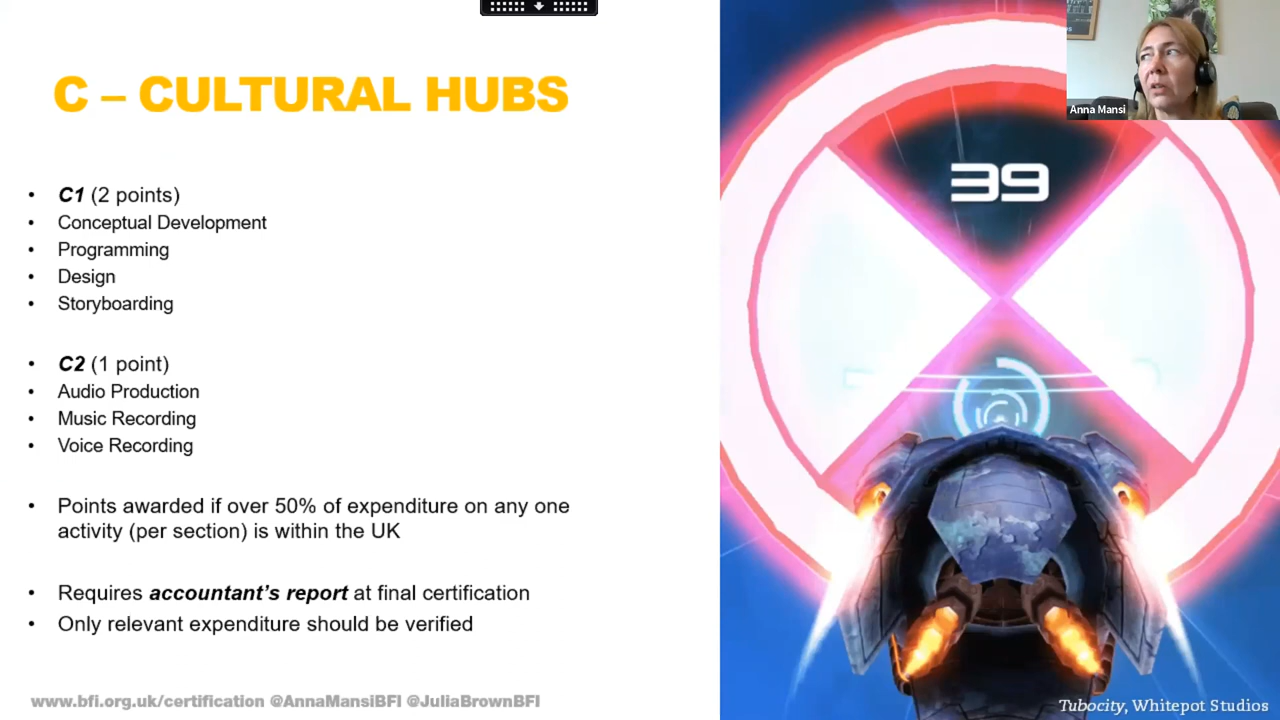 C – CULTURAL HUBS
• C1 (2 points)
• Conceptual Development
• Programming
• Design
• Storyboarding
• C2 (1 point)
• Audio Production
• Music Recording
• Voice Recording
• Points awarded if over 50% of expenditure on any one
activity (per section) is within the UK
• Requires accountant’s report at final certification
• Only relevant expenditure should be verified
www.bfi.org.uk/certification @AnnaMansiBFI @JuliaBrownBFI
39
Anna Mansi
Tubocity, Whitepot Studios